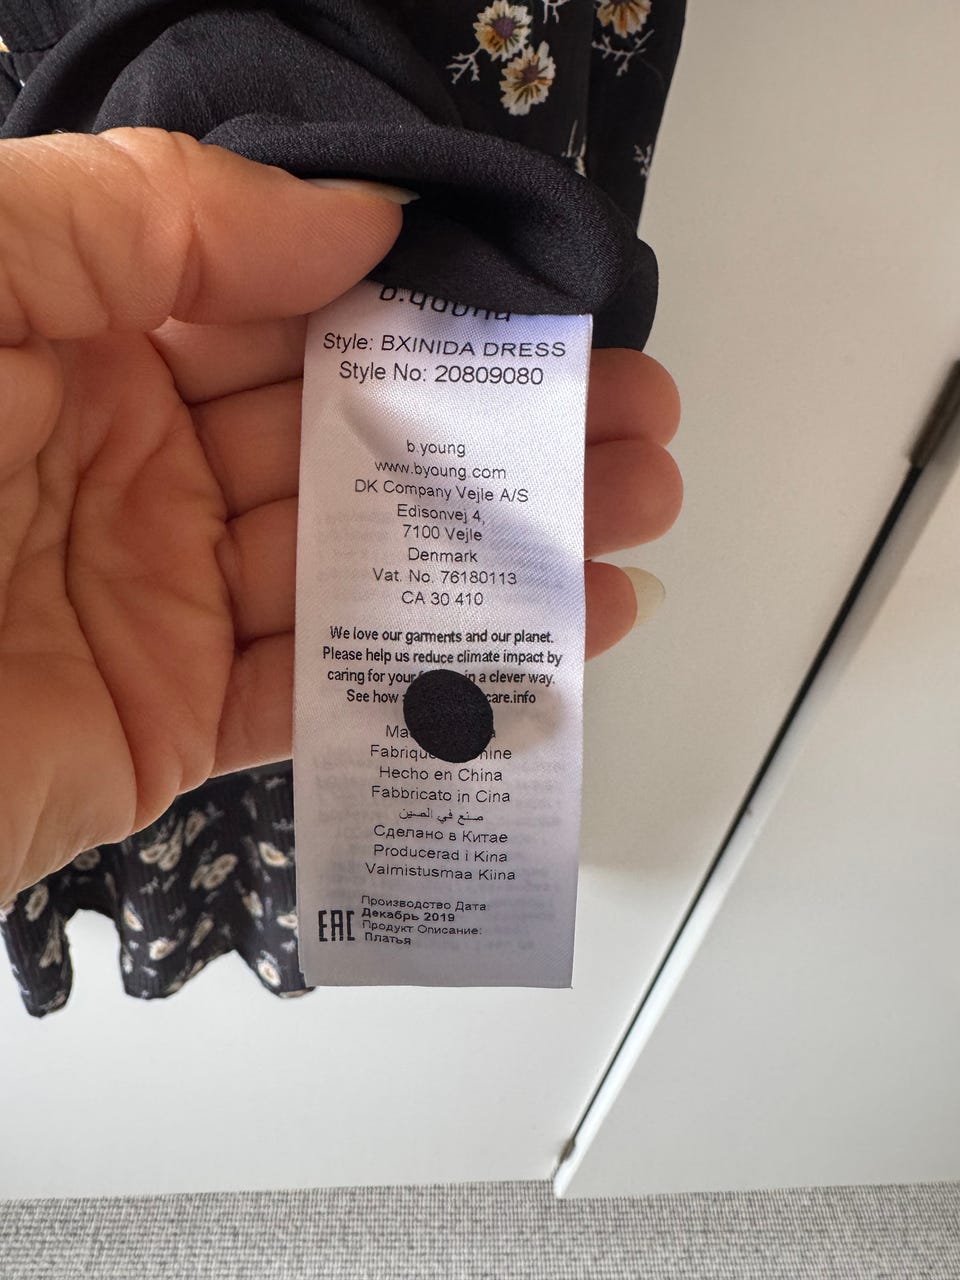 b.young
Style: BXINIDA DRESS
Style No: 20809080
b.young
www.byoung.com
DK Company Vejle A/S
Edisonvej 4,
7100 Vejle
Denmark
Vat. No. 76180113
CA 30 410
We love our garments and our planet.
Please help us reduce climate impact by
caring for your in a clever way.
See how care.info
Fabriqué
Hecho en China
Fabbricato in Cina
صنع في الصين
Сделано в Китае
Producerad i Kina
Valmistusmaa Kiina
Производство Дата:
Декабрь 2019
Продукт Описание:
Платья
EAC